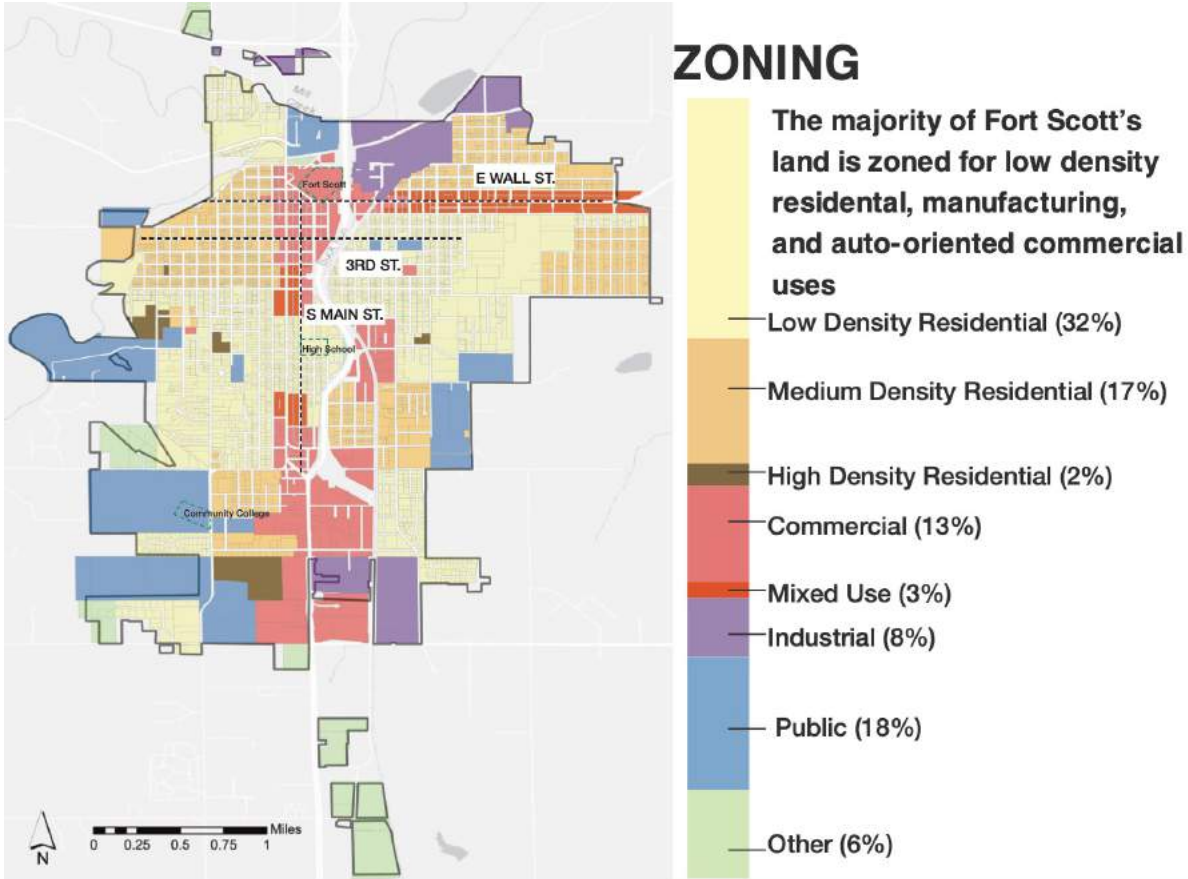 ZONING
The majority of Fort Scott's
land is zoned for low density
residental, manufacturing,
and auto-oriented commercial
uses
Low Density Residential (32%)
Medium Density Residential (17%)
High Density Residential (2%)
Commercial (13%)
Mixed Use (3%)
Industrial (8%)
Public (18%)
Other (6%)
Mill
Creek
Fort Scott
E WALL ST.
3RD ST.
S MAIN ST.
High School
Community College
Miles
0 0.25 0.5 0.75 1
N